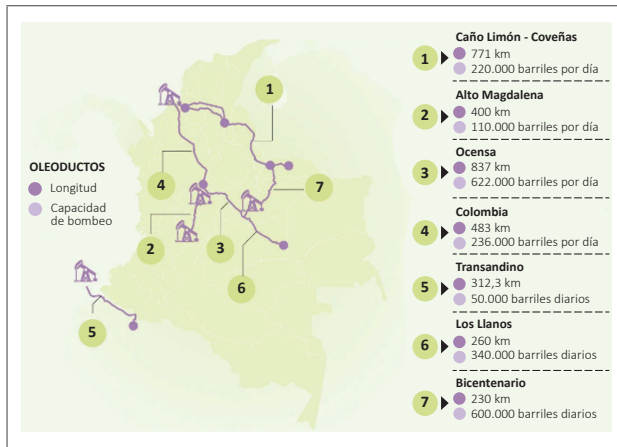 OLEODUCTOS
Longitud
Capacidad
de bombeo
1
2
3
4
5
6
7
1
Caño Limón - Coveñas
771 km
220.000 barriles por día
2
Alto Magdalena
400 km
110.000 barriles por día
3
Ocensa
837 km
622.000 barriles por día
4
Colombia
483 km
236.000 barriles por día
5
Transandino
312,3 km
50.000 barriles diarios
6
Los Llanos
260 km
340.000 barriles diarios
7
Bicentenario
230 km
600.000 barriles diarios